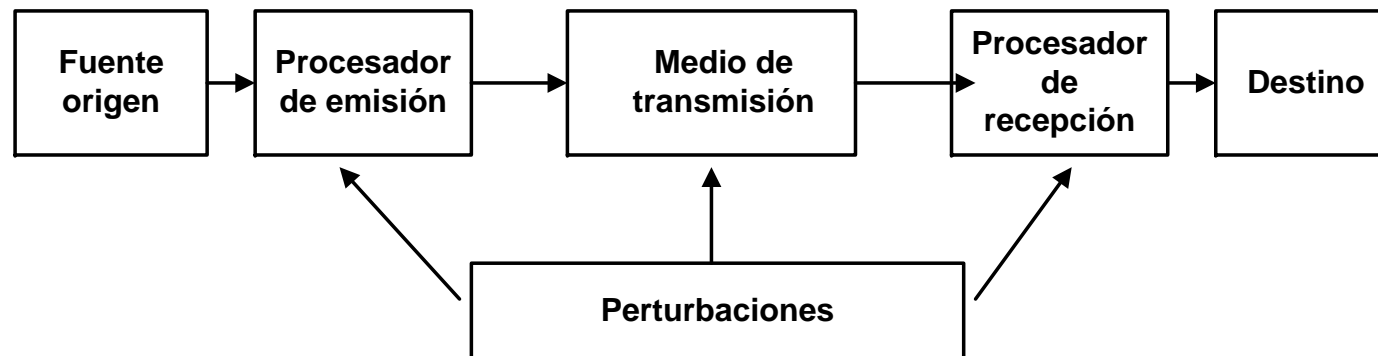 Fuente
origen
Procesador
de emisión
Medio de
transmisión
Procesador
de
recepción
Destino
Perturbaciones